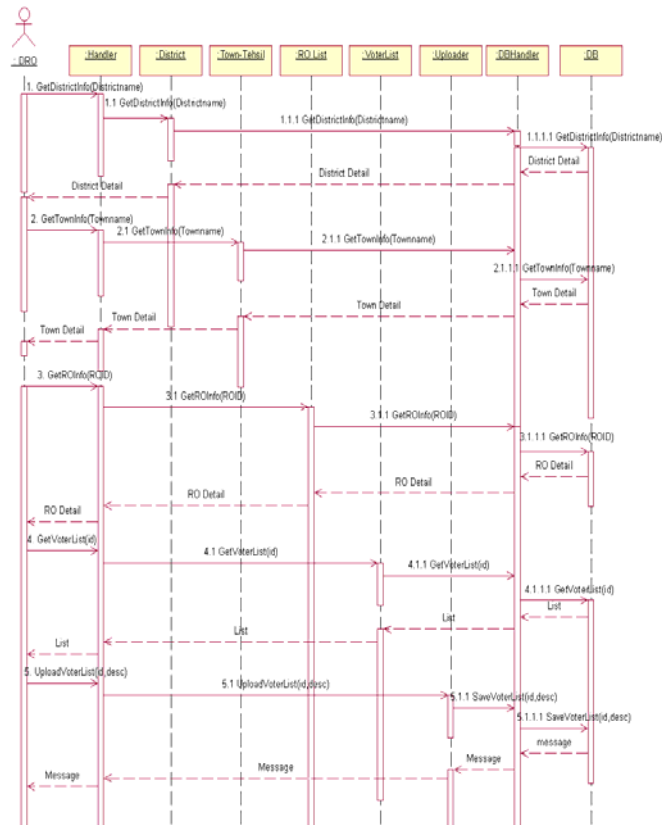 : DRO
:Handler
:District
:Town-Tehsil
:RO List
:VoterList
:Uploader
:DBHandler
:DB
1. GetDistrictInfo(Districtname)
1.1 GetDistrictInfo(Districtname)
1.1.1 GetDistrictInfo(Districtname)
1.1.1.1 GetDistrictInfo(Districtname)
District Detail
District Detail
District Detail
2. GetTownInfo(Townname)
2.1 GetTownInfo(Townname)
2.1.1 GetTownInfo(Townname)
2.1.1.1 GetTownInfo(Townname)
Town Detail
Town Detail
Town Detail
Town Detail
3. GetROInfo(ROID)
3.1 GetROInfo(ROID)
3.1.1 GetROInfo(ROID)
3.1.1.1 GetROInfo(ROID)
RO Detail
RO Detail
RO Detail
RO Detail
4. GetVoterList(id)
4.1 GetVoterList(id)
4.1.1 GetVoterList(id)
4.1.1.1 GetVoterList(id)
List
List
List
List
5. UploadVoterList(id,desc)
5.1 UploadVoterList(id,desc)
5.1.1 SaveVoterList(id,desc)
5.1.1.1 SaveVoterList(id,desc)
message
Message
Message
Message